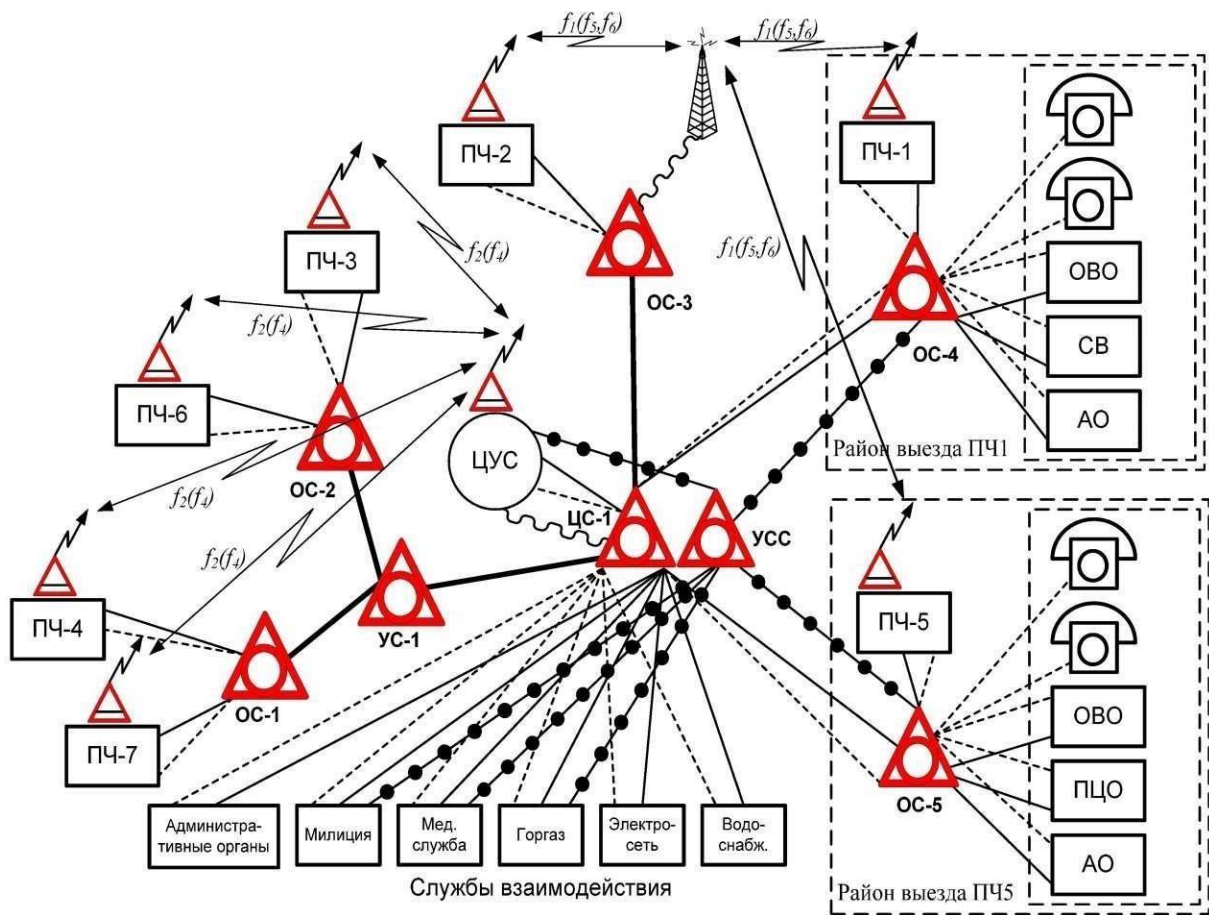 f₁(f₅,f₆)
f₁(f₅,f₆)
ПЧ-2
ПЧ-1
ПЧ-3
f₂(f₄)
f₁(f₅,f₆)
ОВО
ОС-3
ОС-4
СВ
f₂(f₄)
ПЧ-6
АО
Район выезда ПЧ1
ЦУС
ОС-2
f₂(f₄)
ЦС-1
УСС
f₂(f₄)
ПЧ-4
УС-1
ПЧ-5
ОС-1
ОВО
ПЧ-7
ПЦО
ОС-5
Администра-
тивные органы
Милиция
Мед.
служба
Горгаз
Электро-
сеть
Водо-
снабж.
АО
Службы взаимодействия
Район выезда ПЧ5